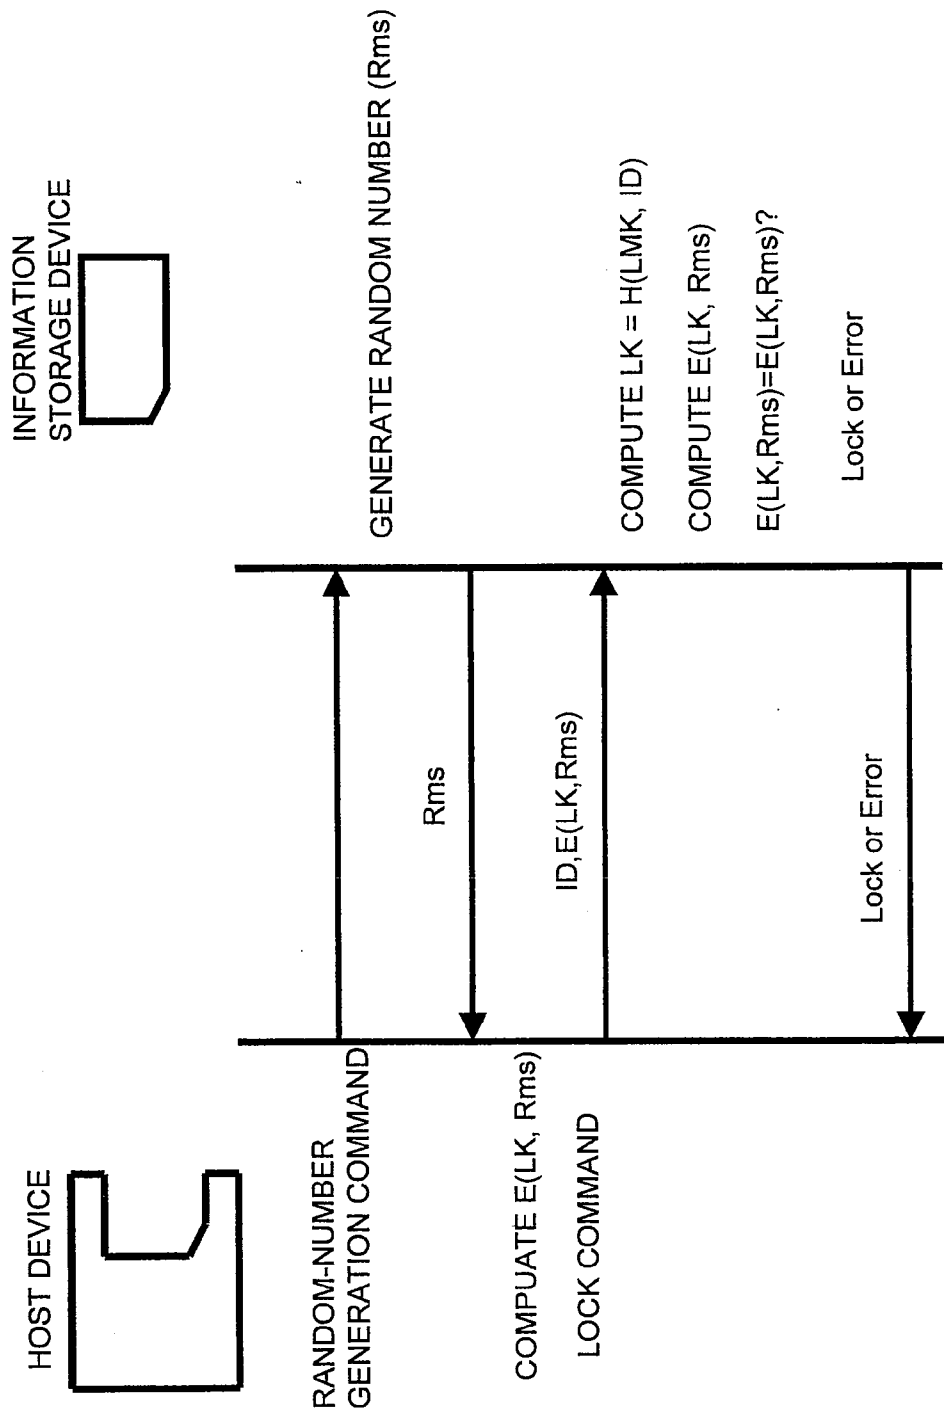 HOST DEVICE
INFORMATION
STORAGE DEVICE
RANDOM-NUMBER
GENERATION COMMAND
GENERATE RANDOM NUMBER (Rms)
Rms
COMPUATE E(LK, Rms)
LOCK COMMAND
ID,E(LK,Rms)
COMPUTE LK = H(LMK, ID)
COMPUTE E(LK, Rms)
E(LK,Rms)=E(LK,Rms)?
Lock or Error
Lock or Error